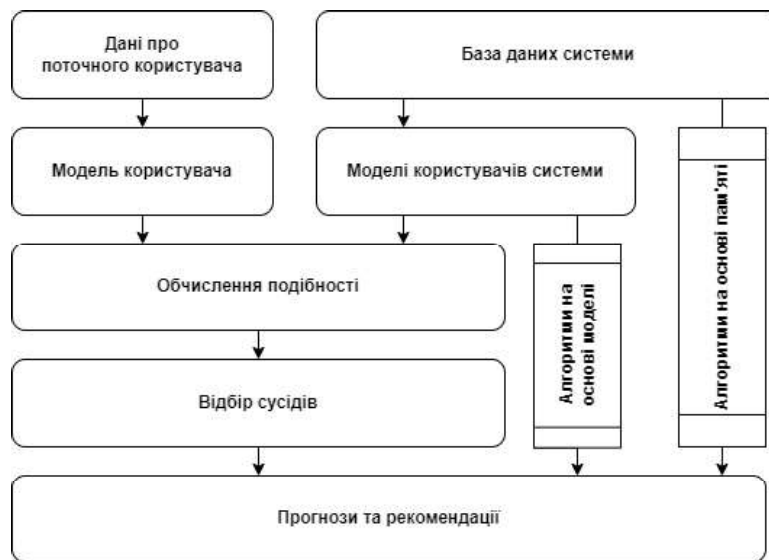 Дані про
поточного користувача
База даних системи
Модель користувача
Моделі користувачів системи
Обчислення подібності
Відбір сусідів
Алгоритми на
основі моделі
Алгоритми на основі пам'яті
Прогнози та рекомендації